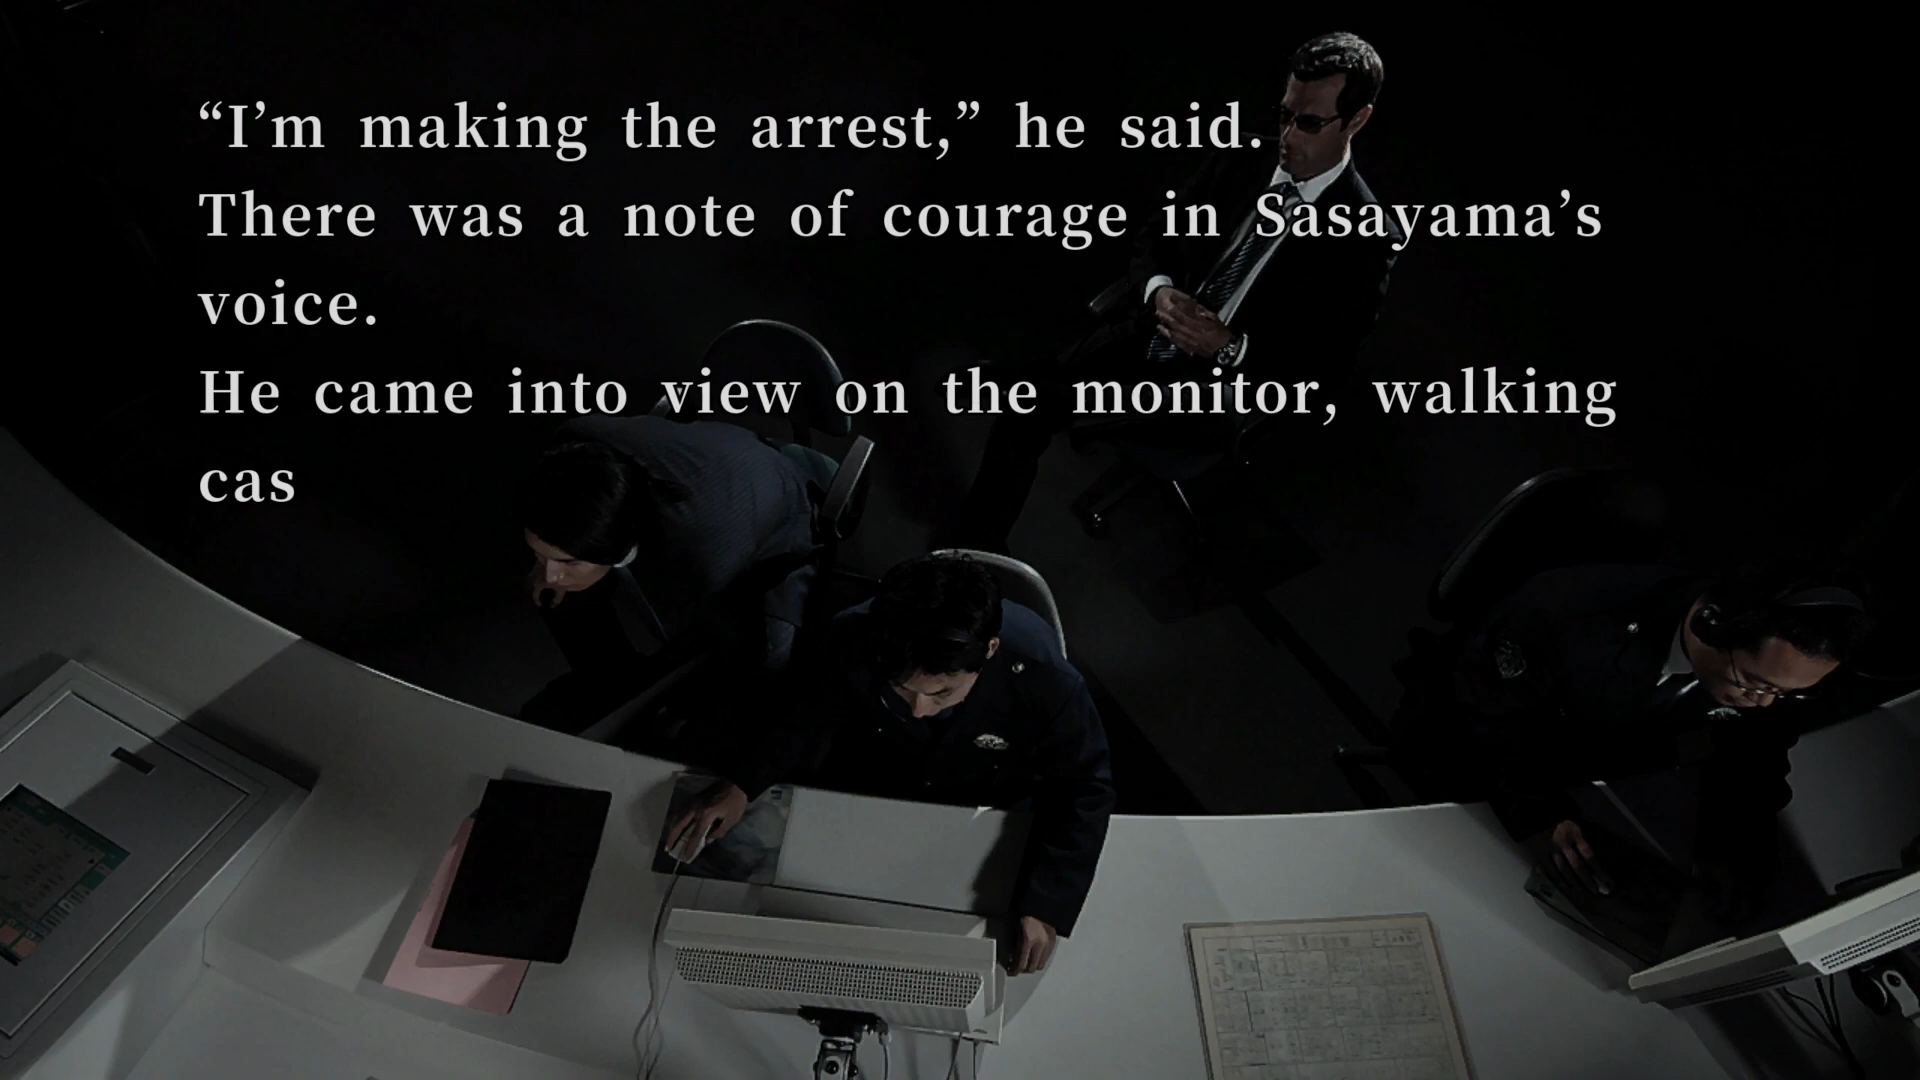 “I’m making the arrest,” he said.
There was a note of courage in Sasayama’s
voice.
He came into view on the monitor, walking
cas